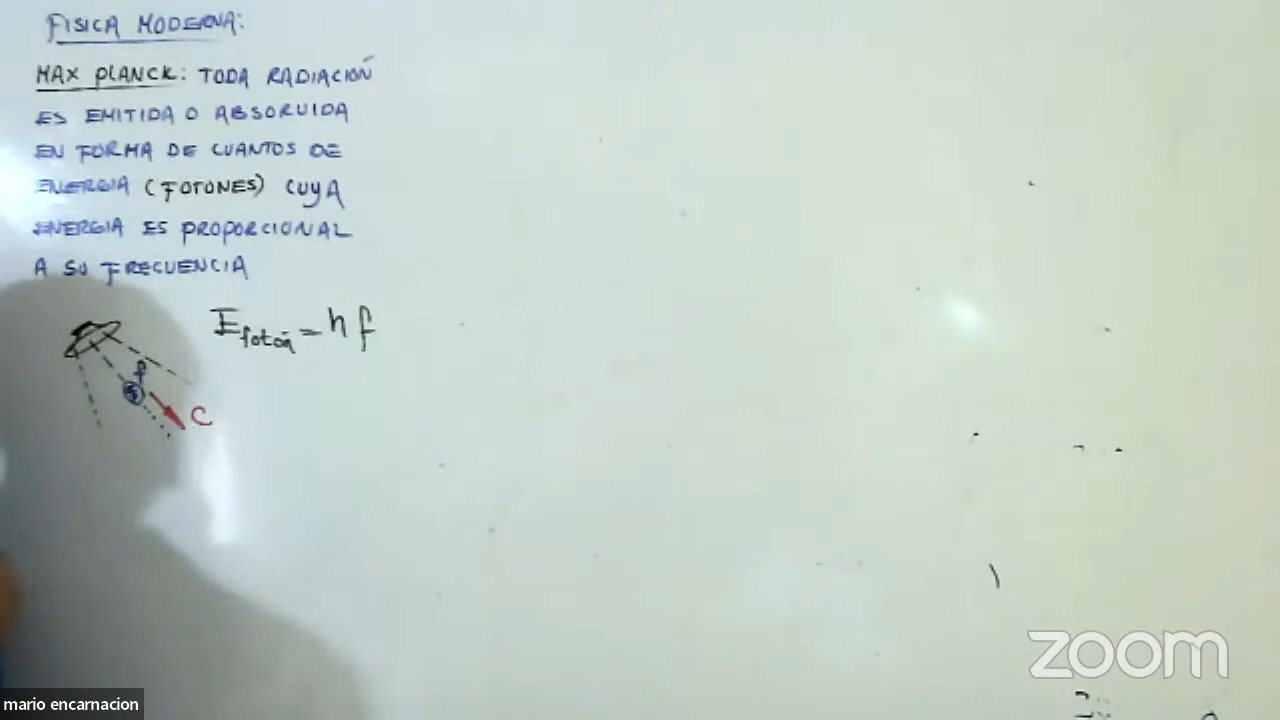 FISICA MODERNA:
MAX PLANCK: TODA RADIACIÓN
ES EMITIDA O ABSORVIDA
EN FORMA DE CUANTOS DE
ENERGIA (FOTONES) CUYA
ENERGIA ES PROPORCIONAL
A SU FRECUENCIA
E fotón = h f
f
C
zoom
mario encarnacion